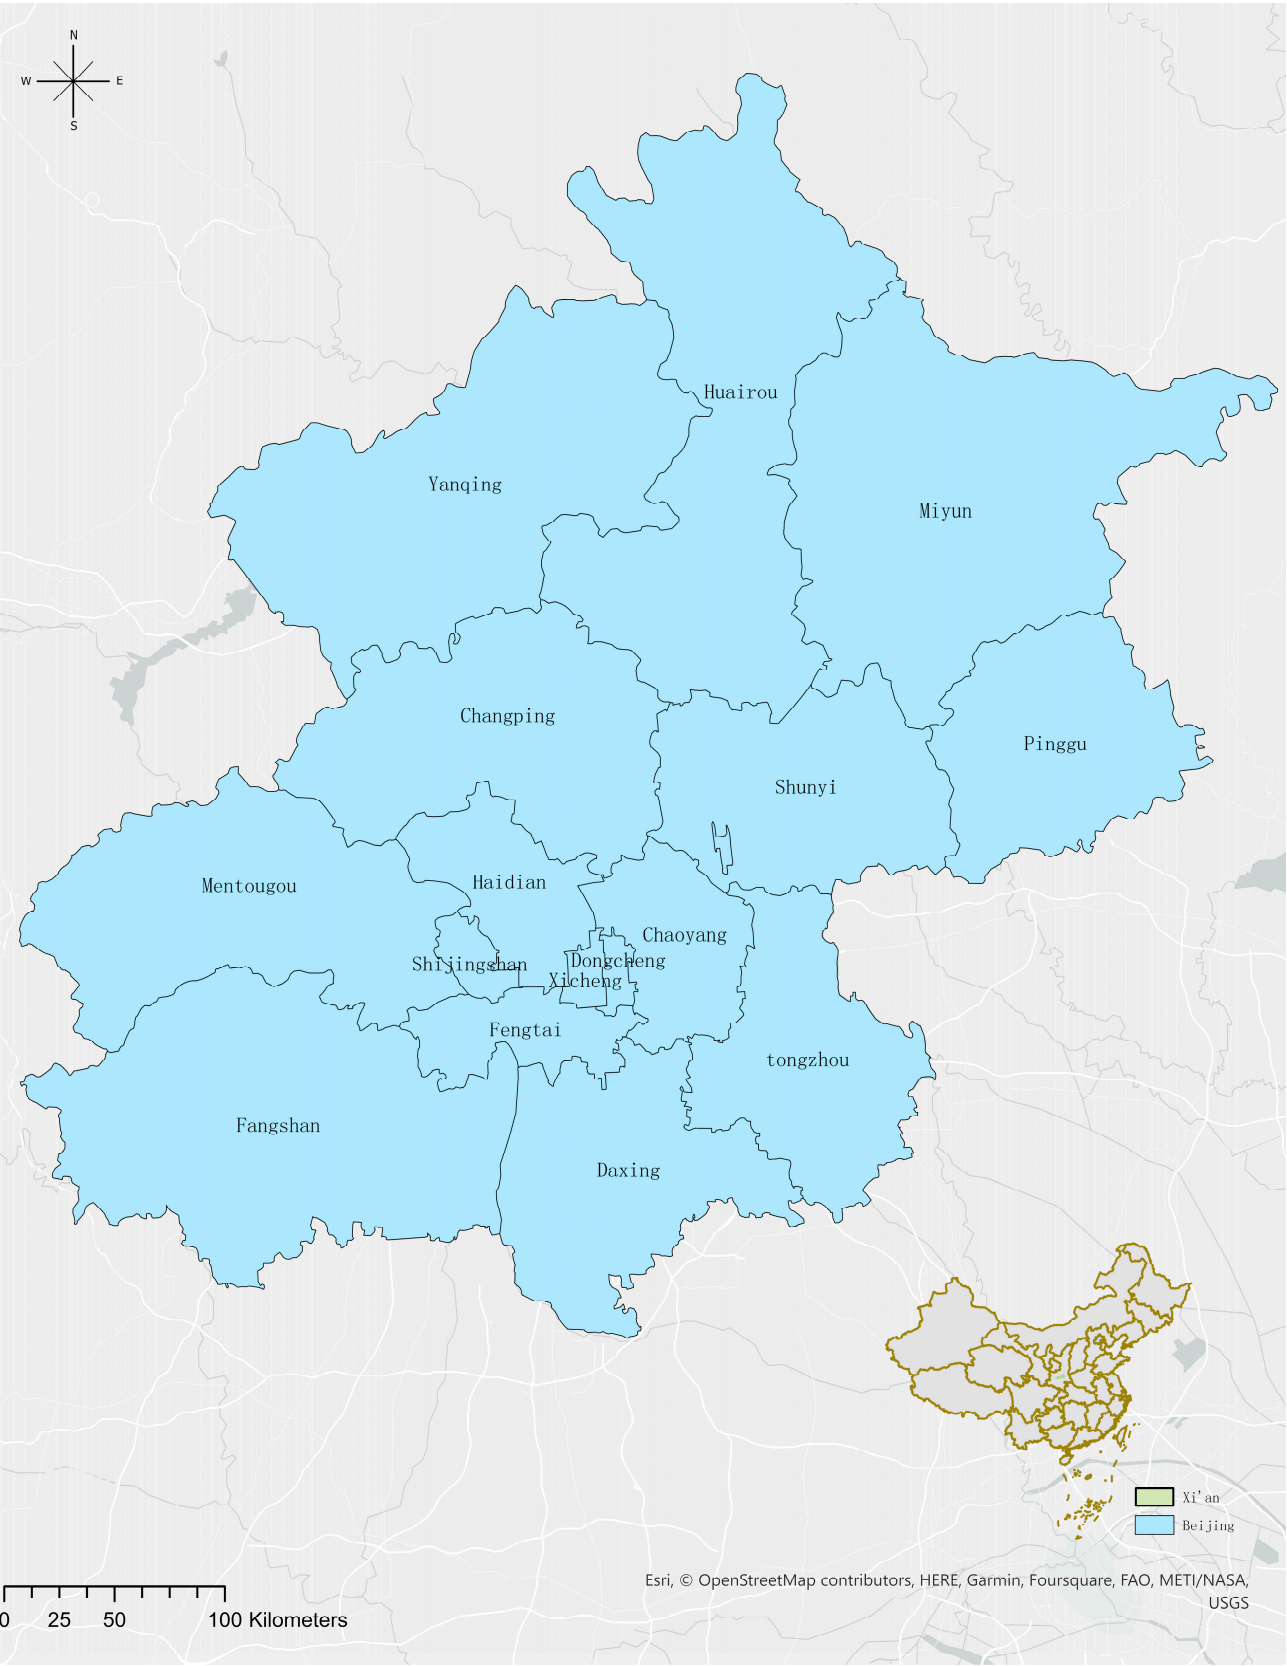 N
W E
S
Huairou
Yanqing
Miyun
Changping
Pinggu
Shunyi
Mentougou
Haidian
Chaoyang
Shijingshan
Dongcheng
Xicheng
Fengtai
tongzhou
Fangshan
Daxing
Xi'an
Beijing
Esri, © OpenStreetMap contributors, HERE, Garmin, Foursquare, FAO, METI/NASA,
USGS
0 25 50 100 Kilometers